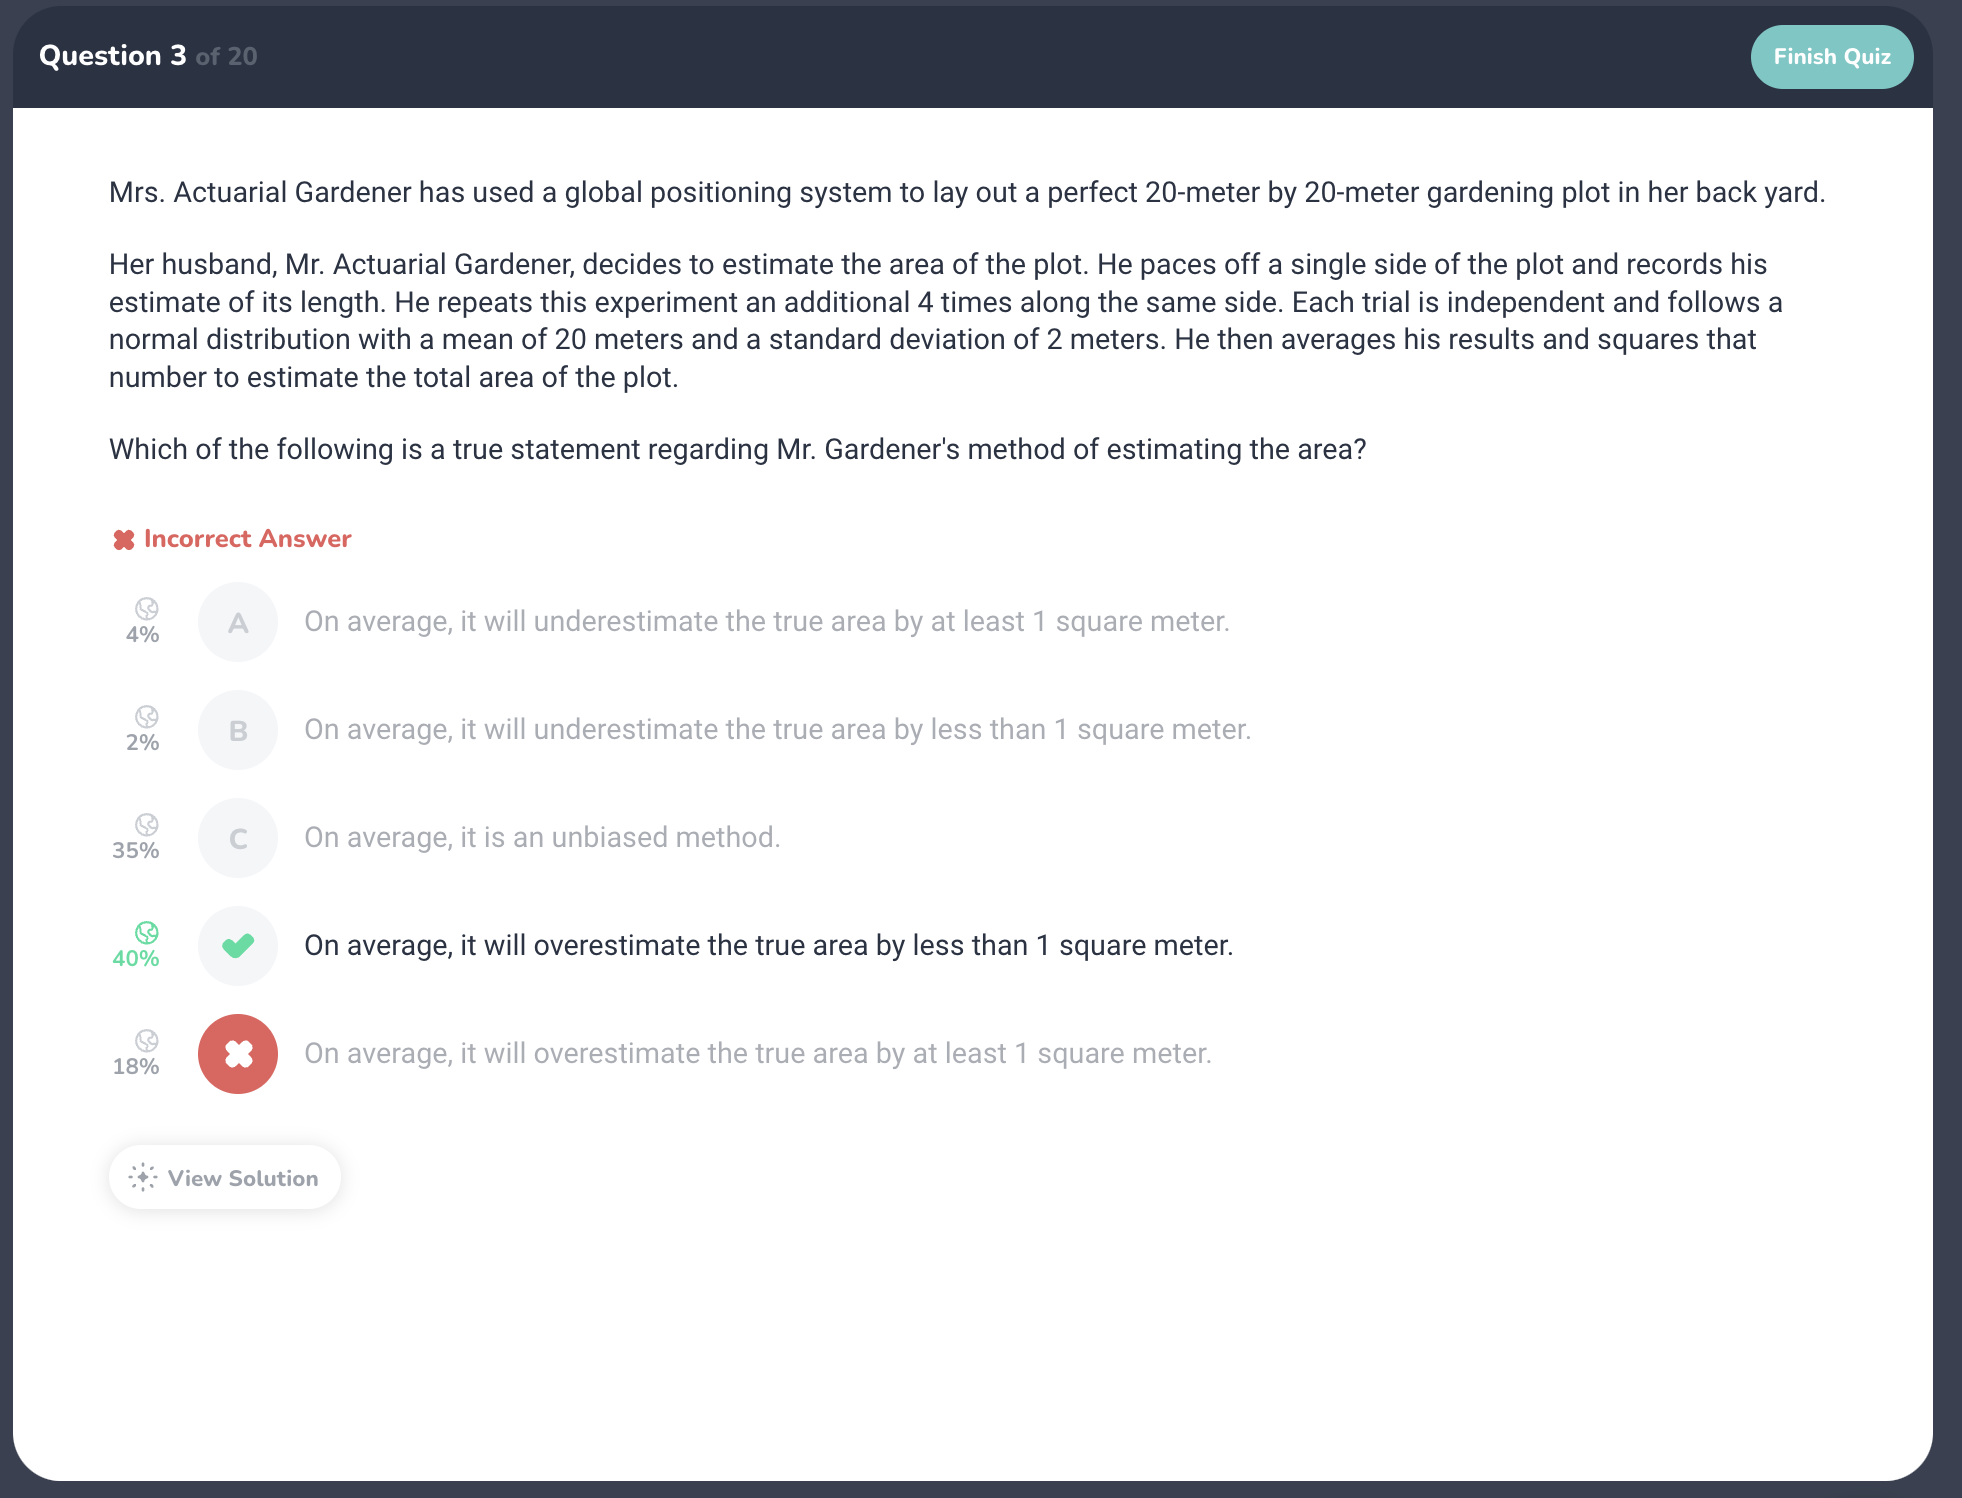 Question 3 of 20
Finish Quiz
Mrs. Actuarial Gardener has used a global positioning system to lay out a perfect 20-meter by 20-meter gardening plot in her back yard.
Her husband, Mr. Actuarial Gardener, decides to estimate the area of the plot. He paces off a single side of the plot and records his
estimate of its length. He repeats this experiment an additional 4 times along the same side. Each trial is independent and follows a
normal distribution with a mean of 20 meters and a standard deviation of 2 meters. He then averages his results and squares that
number to estimate the total area of the plot.
Which of the following is a true statement regarding Mr. Gardener's method of estimating the area?
Incorrect Answer
4% A On average, it will underestimate the true area by at least 1 square meter.
2% B On average, it will underestimate the true area by less than 1 square meter.
35% C On average, it is an unbiased method.
40% On average, it will overestimate the true area by less than 1 square meter.
18% On average, it will overestimate the true area by at least 1 square meter.
View Solution